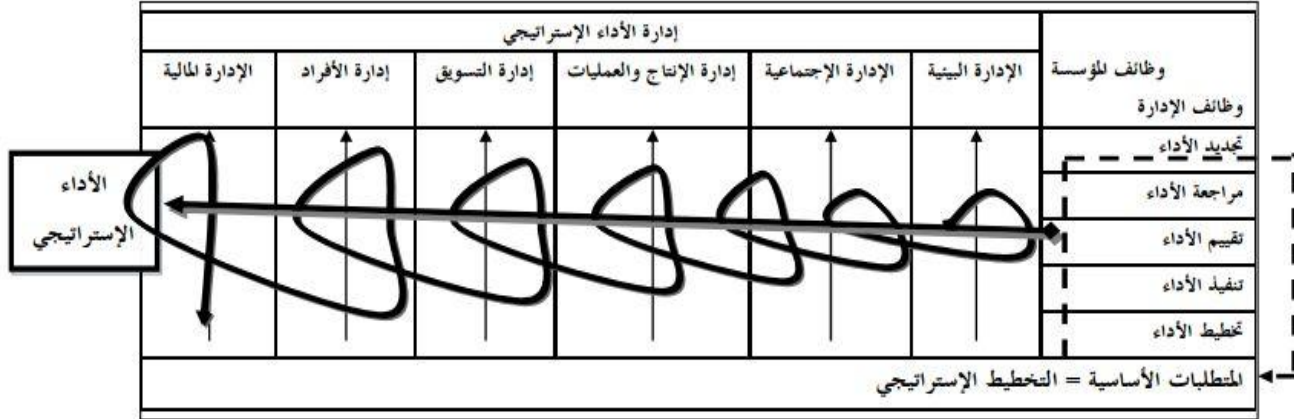 إدارة الأداء الإستراتيجي
وظائف المؤسسة
وظائف الإدارة
الإدارة البيئية
الإدارة الإجتماعية
إدارة الإنتاج والعمليات
إدارة التسويق
إدارة الأفراد
الإدارة المالية
تجديد الأداء
مراجعة الأداء
تقييم الأداء
تنفيذ الأداء
تخطيط الأداء
الأداء
الإستراتيجي
المتطلبات الأساسية = التخطيط الإستراتيجي